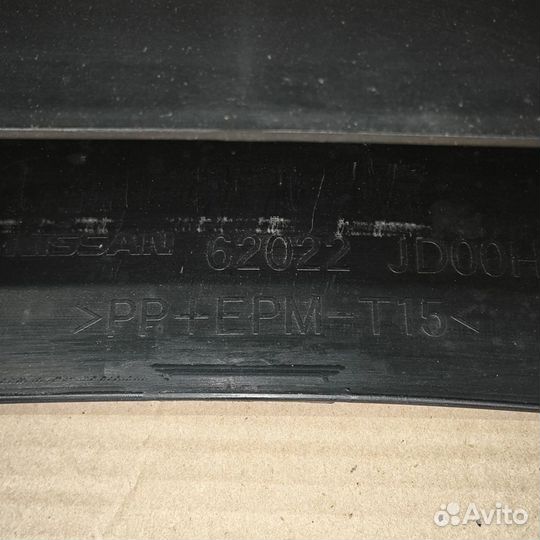 NISSAN 62022 JD00H
>PP+EPM-T15<
Avito